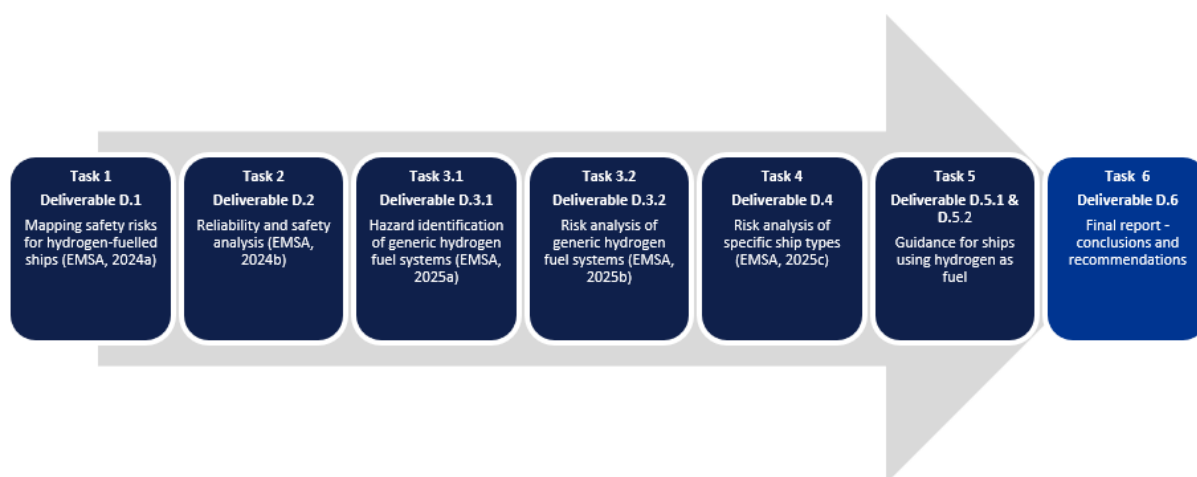 Task 1
Deliverable D.1
Mapping safety risks
for hydrogen-fuelled
ships (EMSA, 2024a)
Task 2
Deliverable D.2
Reliability and safety
analysis (EMSA,
2024b)
Task 3.1
Deliverable D.3.1
Hazard identification
of generic hydrogen
fuel systems (EMSA,
2025a)
Task 3.2
Deliverable D.3.2
Risk analysis of
generic hydrogen
fuel systems (EMSA,
2025b)
Task 4
Deliverable D.4
Risk analysis of
specific ship types
(EMSA, 2025c)
Task 5
Deliverable D.5.1 &
D.5.2
Guidance for ships
using hydrogen as
fuel
Task 6
Deliverable D.6
Final report -
conclusions and
recommendations